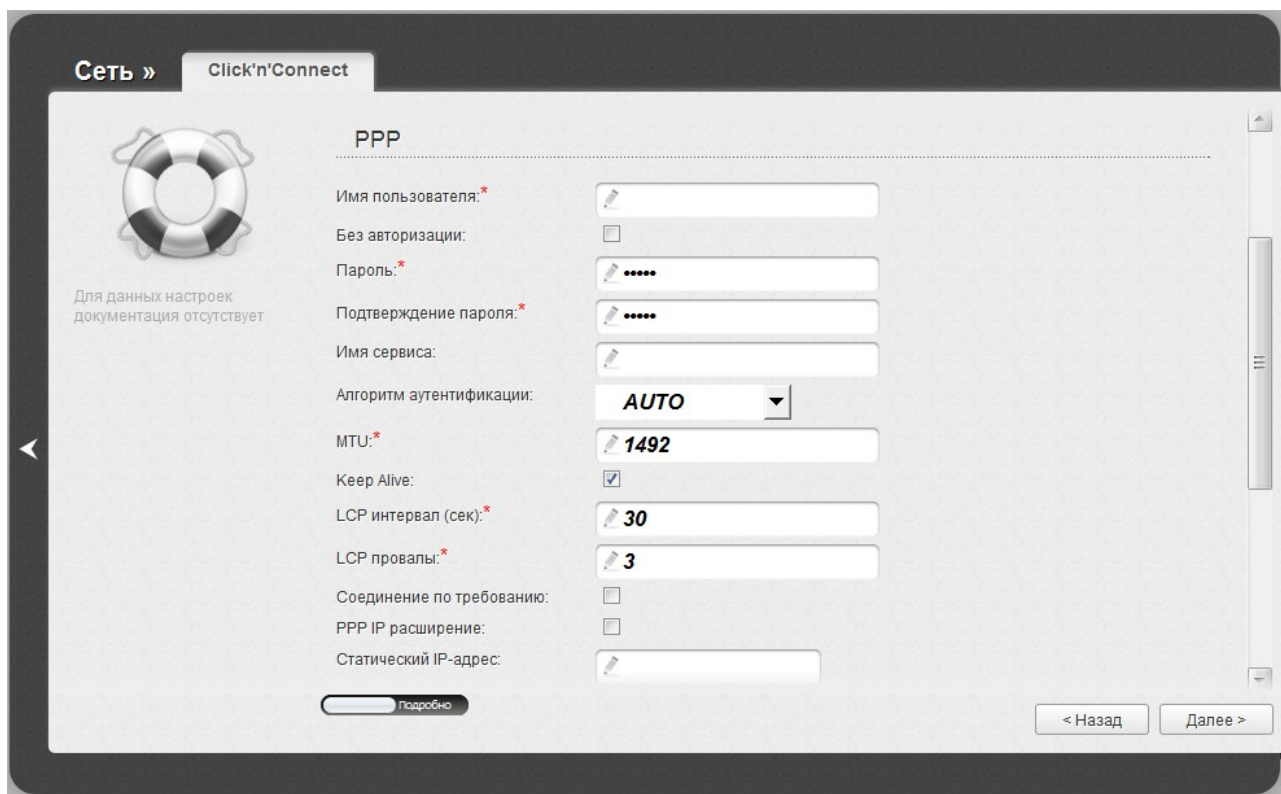 Сеть »
Click'n'Connect
Для данных настроек
документация отсутствует
PPP
Имя пользователя:*
Без авторизации:
Пароль:* •••••
Подтверждение пароля:* •••••
Имя сервиса:
Алгоритм аутентификации: AUTO
MTU:* 1492
Keep Alive:
LCP интервал (сек):* 30
LCP провалы:* 3
Соединение по требованию:
PPP IP расширение:
Статический IP-адрес:
Подробно
< Назад
Далее >